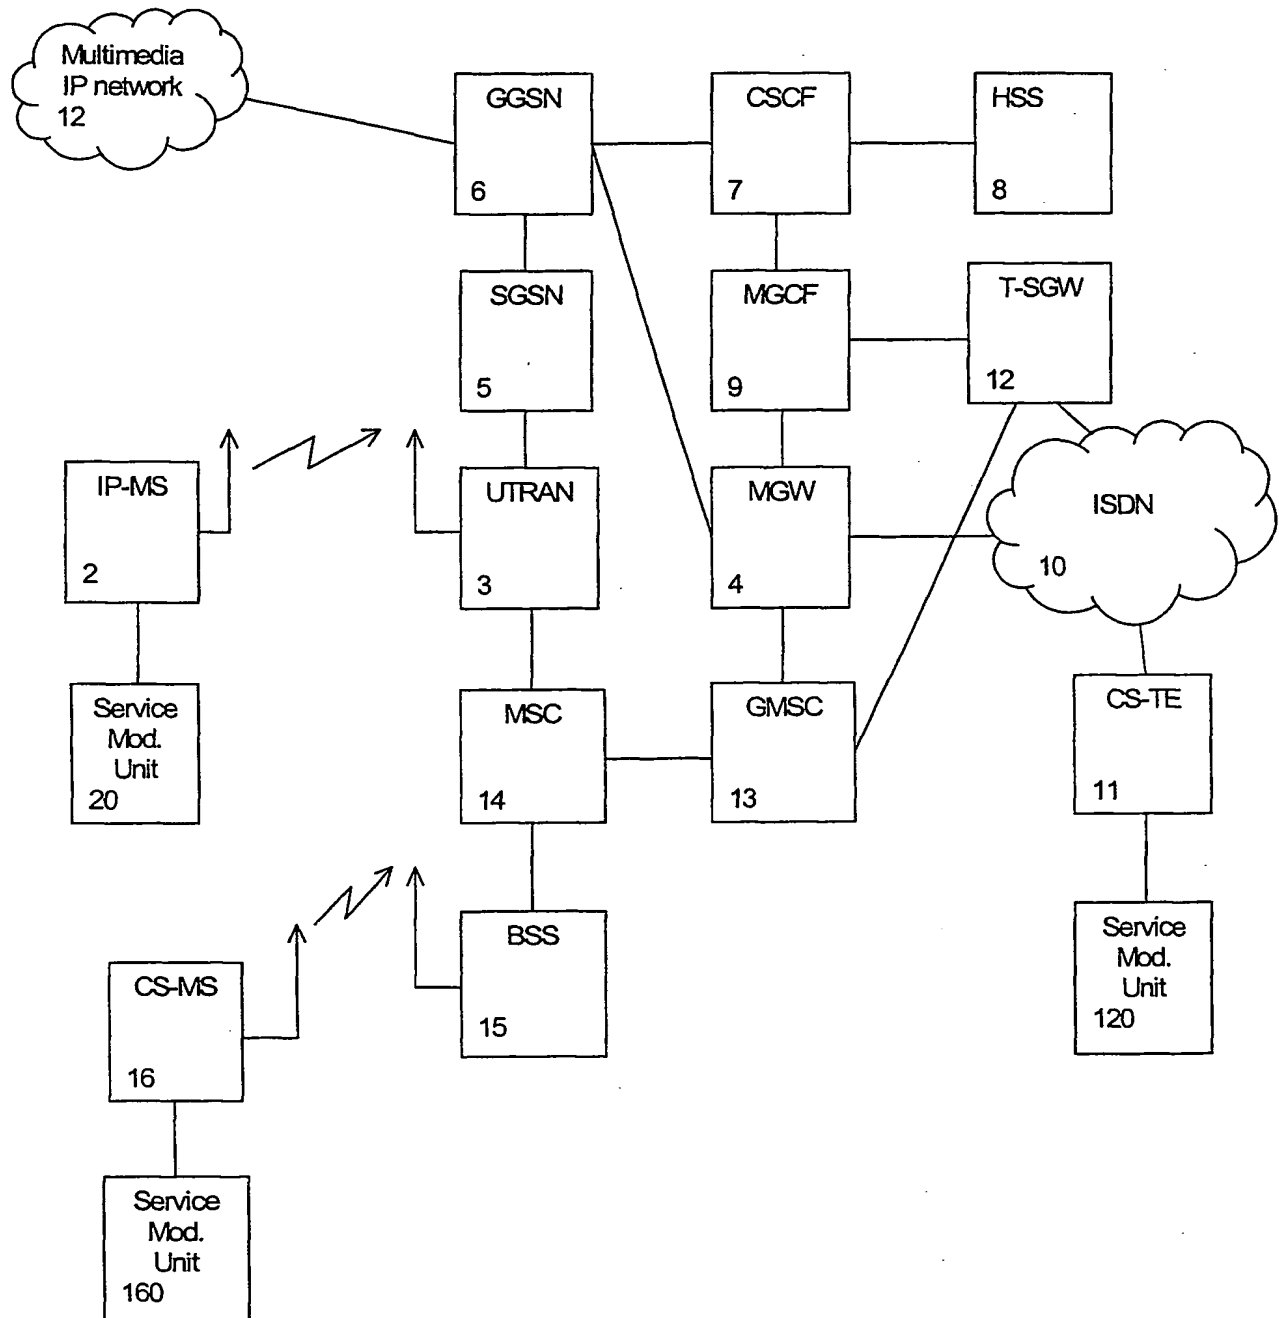 Multimedia
IP network
12
GGSN
6
CSCF
7
HSS
8
SGSN
5
MGCF
9
T-SGW
12
IP-MS
2
UTRAN
3
MGW
4
ISDN
10
Service
Mod.
Unit
20
MSC
14
GMSC
13
CS-TE
11
CS-MS
16
BSS
15
Service
Mod.
Unit
120
Service
Mod.
Unit
160